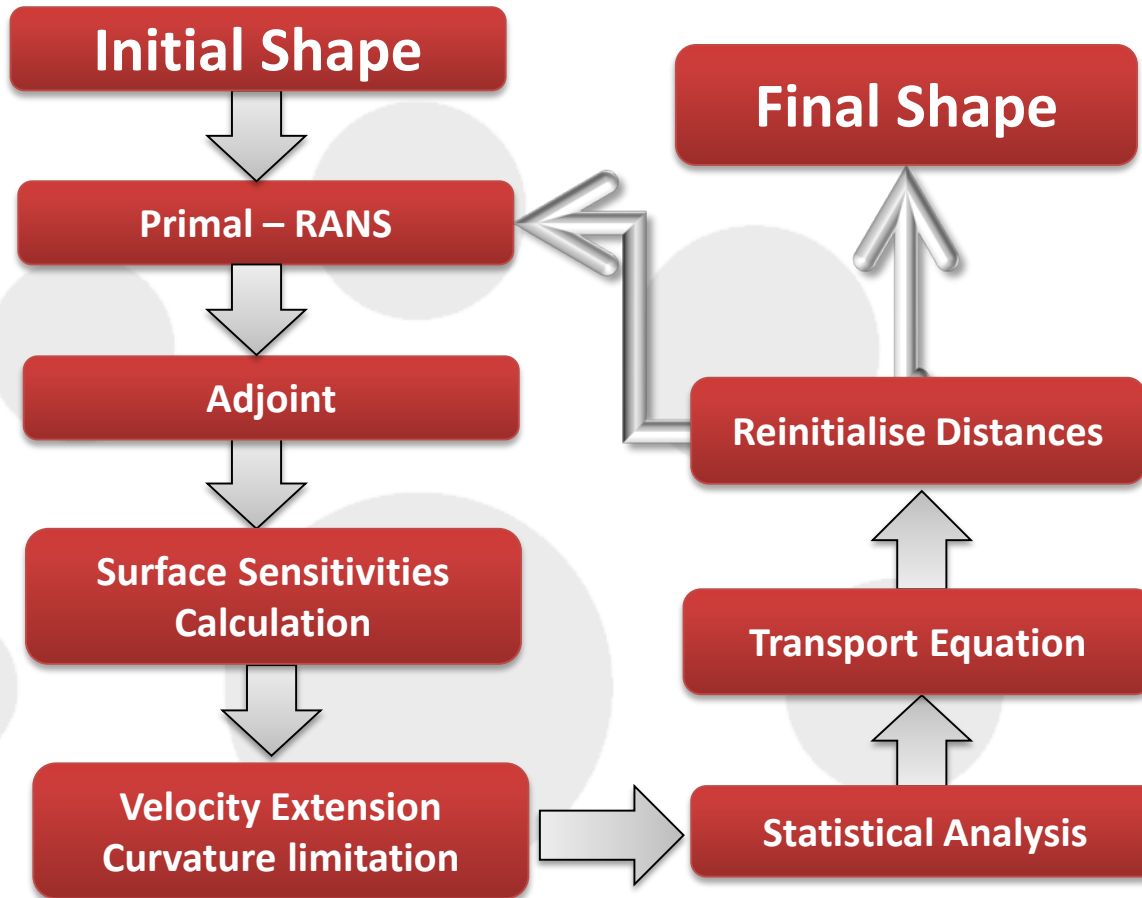 Initial Shape
Final Shape
Primal – RANS
Adjoint
Reinitialise Distances
Surface Sensitivities
Calculation
Transport Equation
Velocity Extension
Curvature limitation
Statistical Analysis